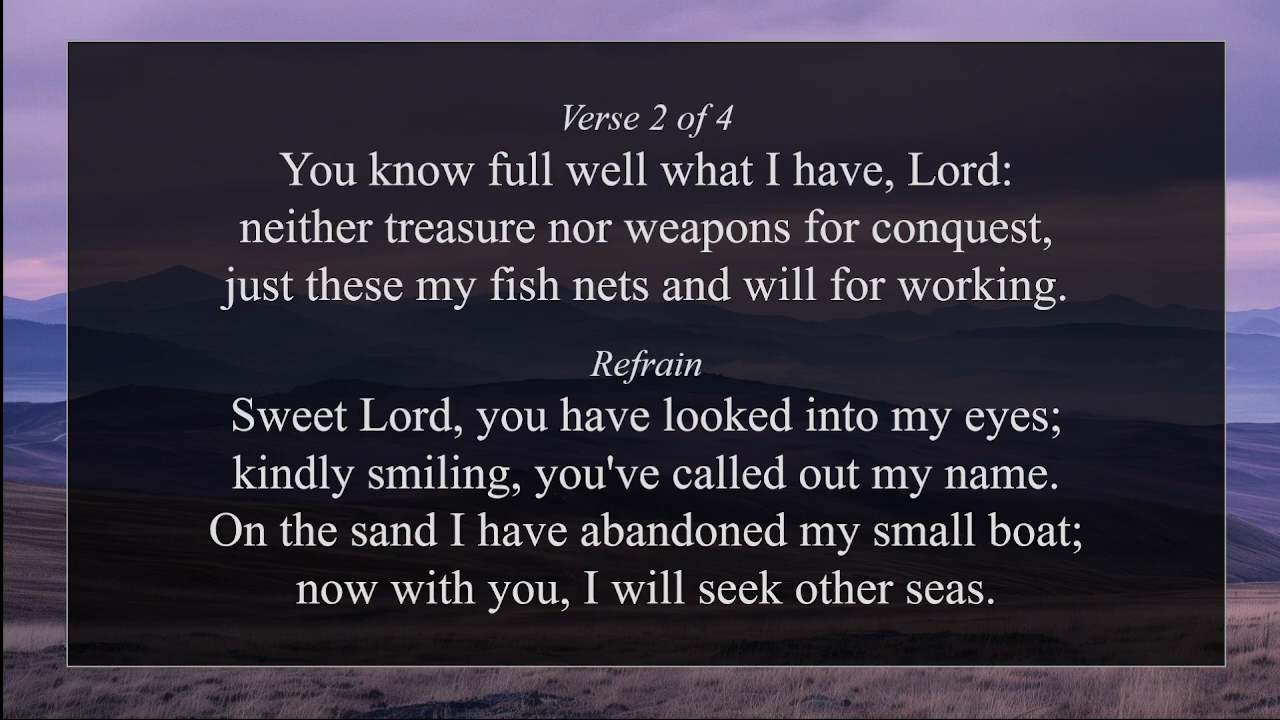 Verse 2 of 4
You know full well what I have, Lord:
neither treasure nor weapons for conquest,
just these my fish nets and will for working.
Refrain
Sweet Lord, you have looked into my eyes;
kindly smiling, you've called out my name.
On the sand I have abandoned my small boat;
now with you, I will seek other seas.